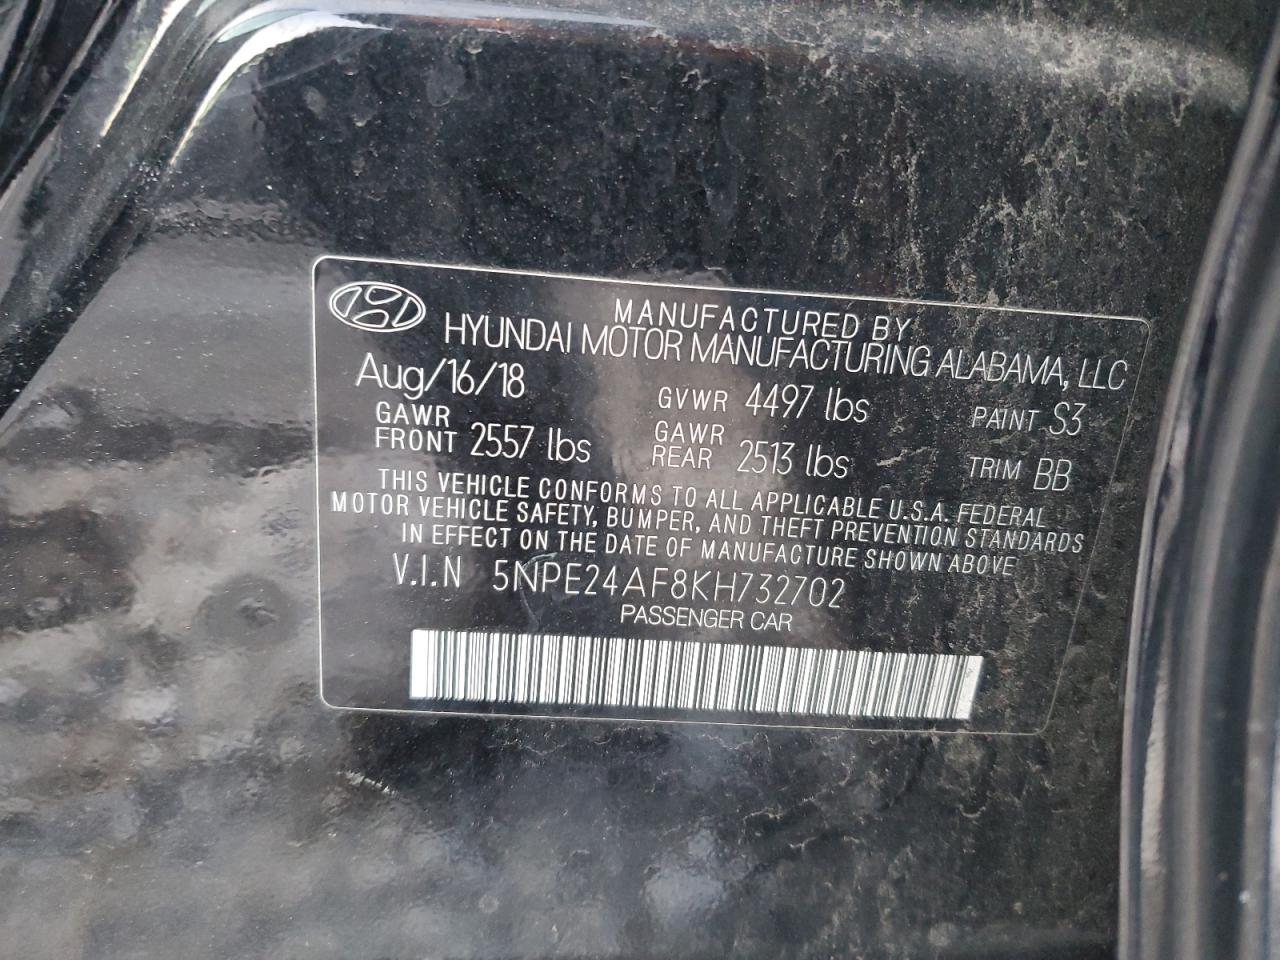 MANUFACTURED BY
HYUNDAI MOTOR MANUFACTURING ALABAMA, LLC
Aug/16/18 GVWR 4497 lbs PAINT S3
GAWR FRONT 2557 lbs GAWR REAR 2513 lbs TRIM BB
THIS VEHICLE CONFORMS TO ALL APPLICABLE U.S.A. FEDERAL
MOTOR VEHICLE SAFETY, BUMPER, AND THEFT PREVENTION STANDARDS
IN EFFECT ON THE DATE OF MANUFACTURE SHOWN ABOVE
V.I.N 5NPE24AF8KH732702
PASSENGER CAR